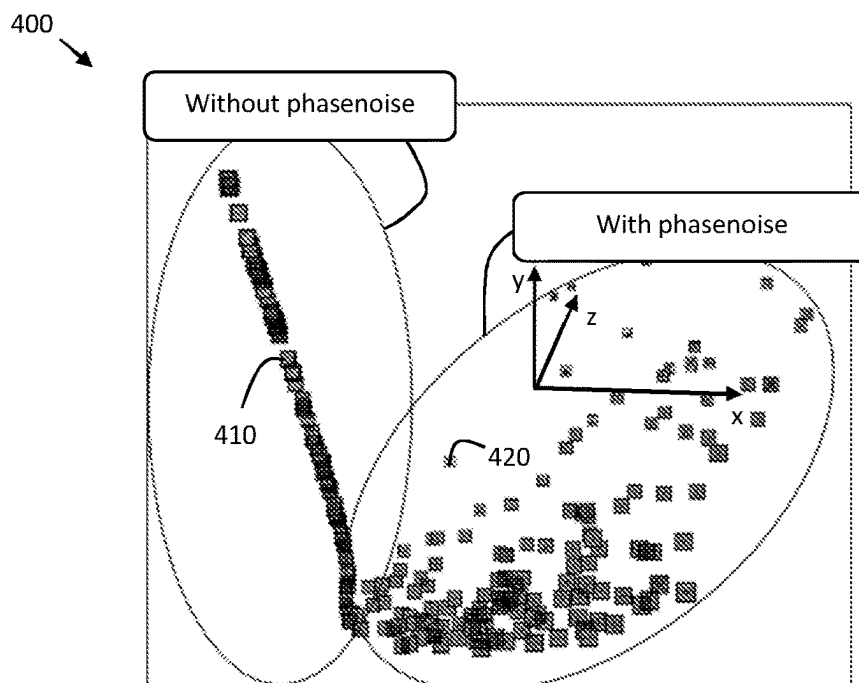 400
Without phasenoise
With phasenoise
y
z
x
410
420